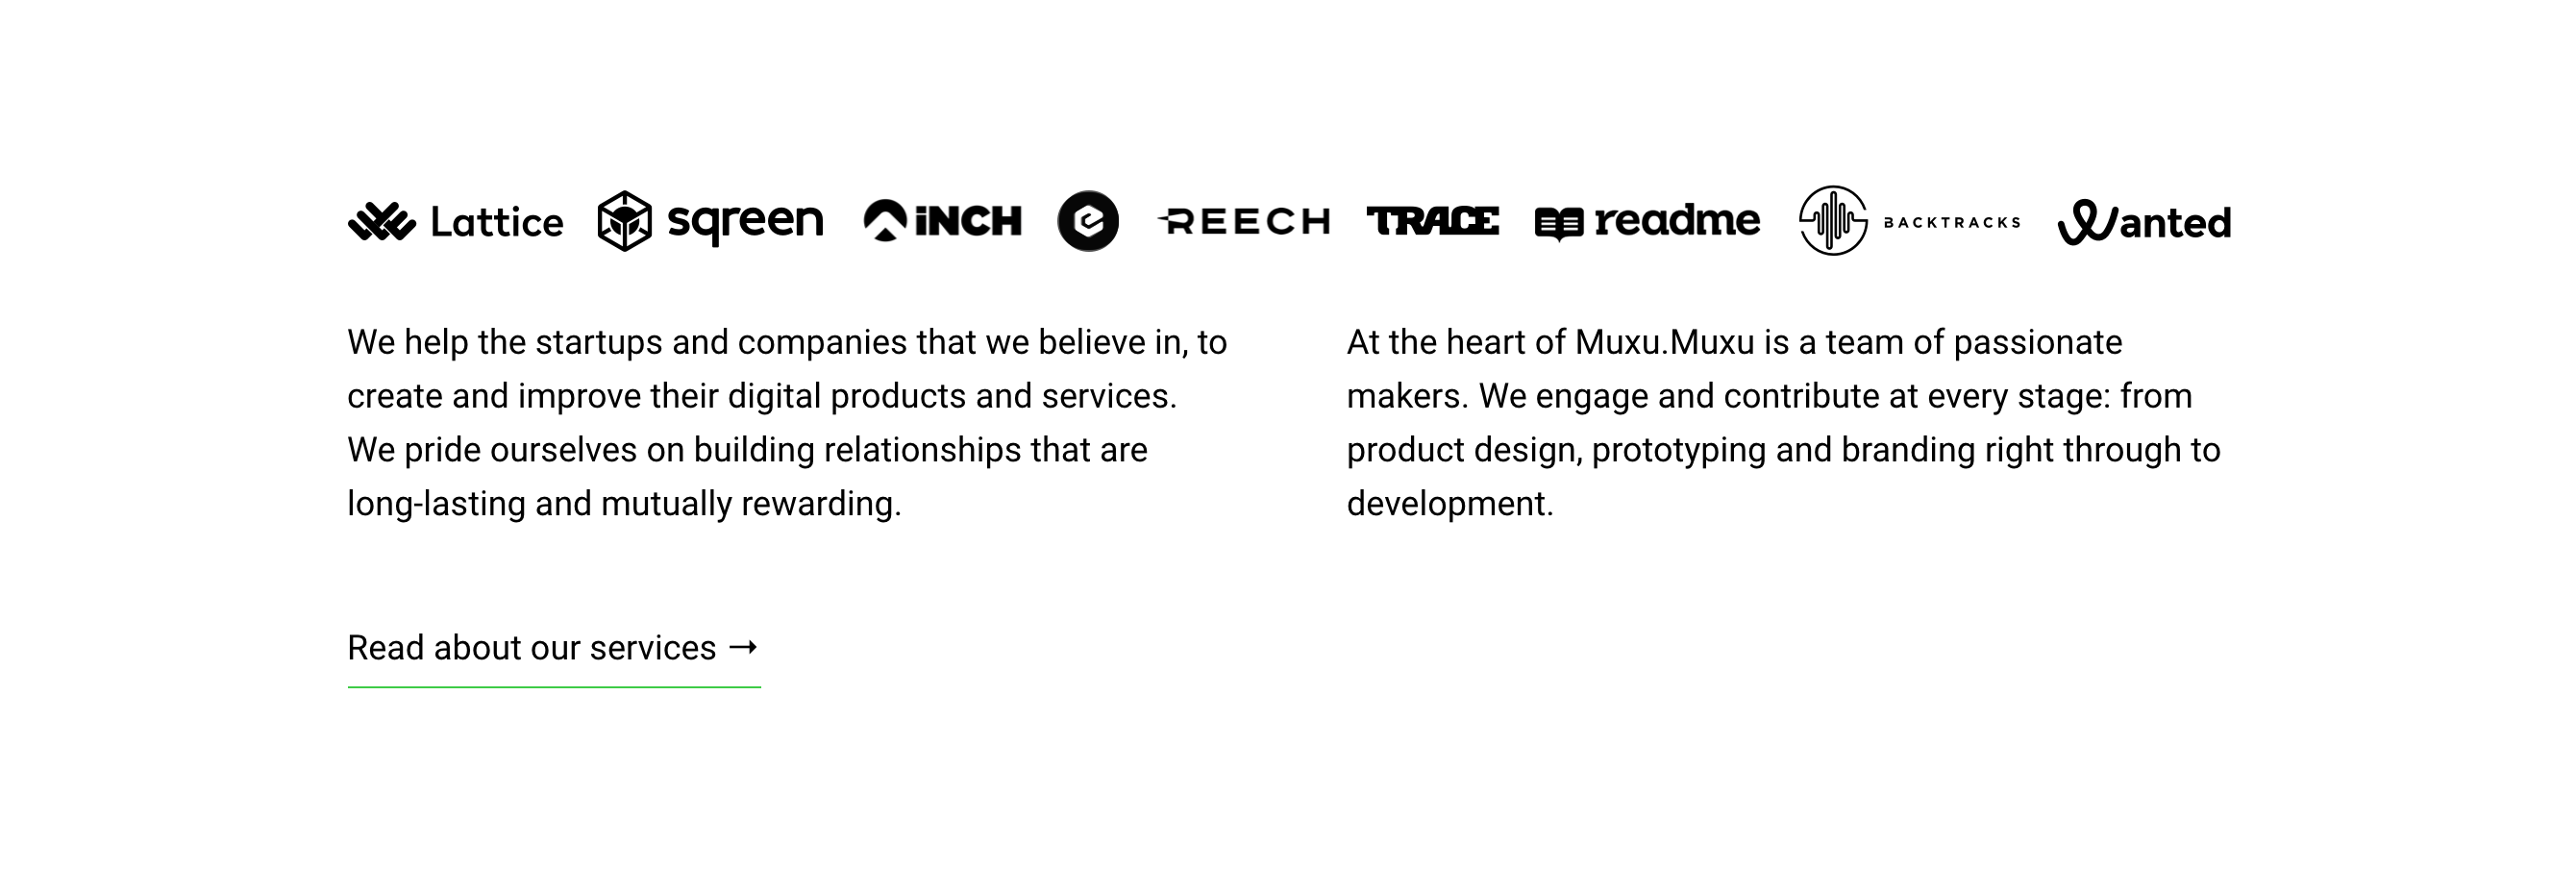 Lattice sqreen iNCH REECH TRACE readme BACKTRACKS Wanted
We help the startups and companies that we believe in, to
create and improve their digital products and services.
We pride ourselves on building relationships that are
long-lasting and mutually rewarding.
At the heart of Muxu.Muxu is a team of passionate
makers. We engage and contribute at every stage: from
product design, prototyping and branding right through to
development.
Read about our services →